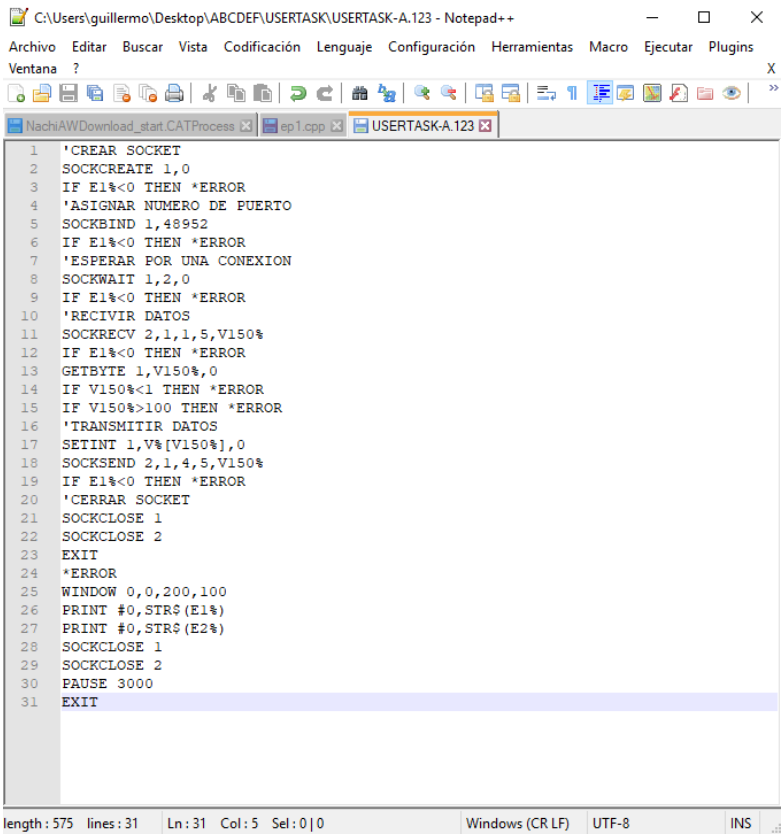 C:\Users\guillermo\Desktop\ABCDEF\USERTASK\USERTASK-A.123 - Notepad++
Archivo Editar Buscar Vista Codificación Lenguaje Configuración Herramientas Macro Ejecutar Plugins
Ventana ? X
NachiAWDownload_start.CATProcess ep1.cpp USERTASK-A.123
1 'CREAR SOCKET
2 SOCKCREATE 1,0
3 IF E1%<0 THEN *ERROR
4 'ASIGNAR NUMERO DE PUERTO
5 SOCKBIND 1,48952
6 IF E1%<0 THEN *ERROR
7 'ESPERAR POR UNA CONEXION
8 SOCKWAIT 1,2,0
9 IF E1%<0 THEN *ERROR
10 'RECIVIR DATOS
11 SOCKRECV 2,1,1,5,V150%
12 IF E1%<0 THEN *ERROR
13 GETBYTE 1,V150%,0
14 IF V150%<1 THEN *ERROR
15 IF V150%>100 THEN *ERROR
16 'TRANSMITIR DATOS
17 SETINT 1,V%[V150%],0
18 SOCKSEND 2,1,4,5,V150%
19 IF E1%<0 THEN *ERROR
20 'CERRAR SOCKET
21 SOCKCLOSE 1
22 SOCKCLOSE 2
23 EXIT
24 *ERROR
25 WINDOW 0,0,200,100
26 PRINT #0,STR$(E1%)
27 PRINT #0,STR$(E2%)
28 SOCKCLOSE 1
29 SOCKCLOSE 2
30 PAUSE 3000
31 EXIT
length : 575 lines : 31 Ln : 31 Col : 5 Sel : 0 | 0 Windows (CR LF) UTF-8 INS